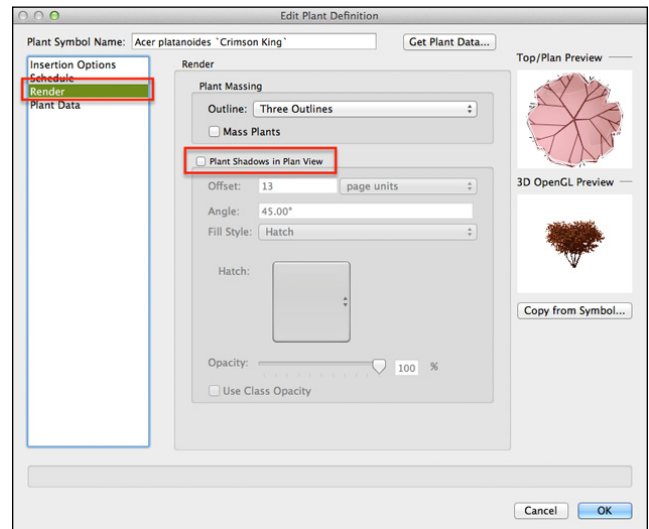 Edit Plant Definition
Plant Symbol Name: Acer platanoides `Crimson King`
Get Plant Data...
Insertion Options
Schedule
Render
Plant Data
Render
Plant Massing
Outline: Three Outlines
Mass Plants
Plant Shadows in Plan View
Offset: 13 page units
Angle: 45.00°
Fill Style: Hatch
Hatch:
Opacity: 100 %
Use Class Opacity
Top/Plan Preview
3D OpenGL Preview
Copy from Symbol...
Cancel
OK